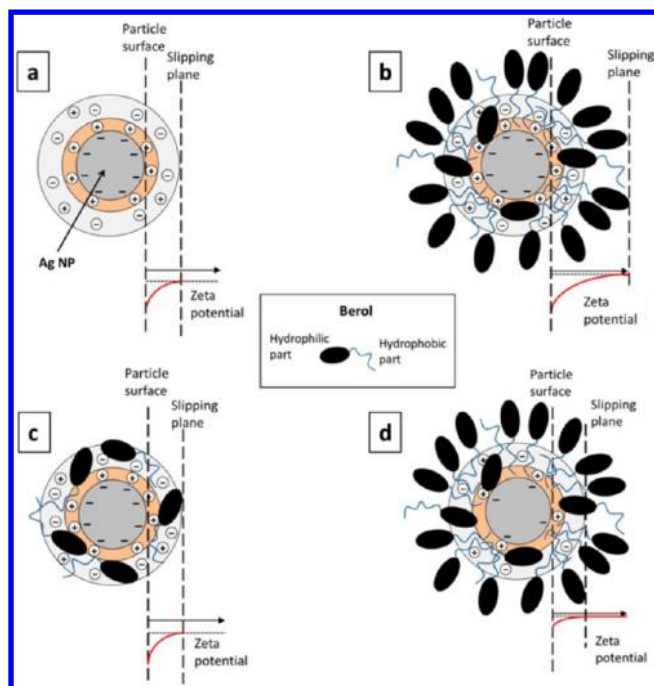 Particle
surface
Slipping
plane
a
Ag NP
Zeta
potential
Particle
surface
Slipping
plane
b
Zeta
potential
Berol
Hydrophilic
part
Hydrophobic
part
Particle
surface
Slipping
plane
c
Zeta
potential
Particle
surface
Slipping
plane
d
Zeta
potential